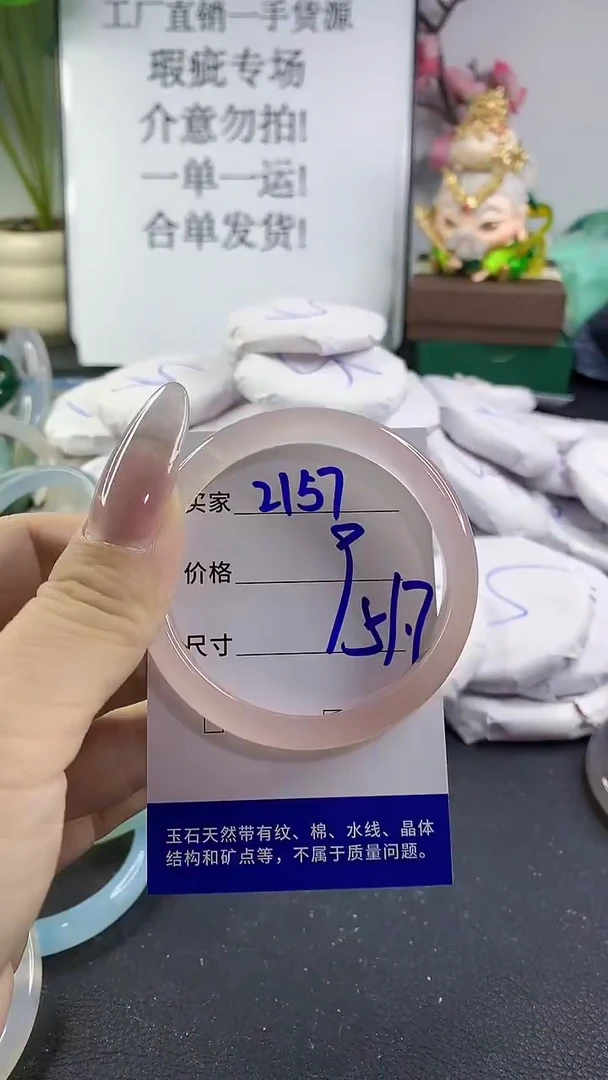 工厂直销一手货源
瑕疵专场
介意勿拍!
一单一运!
合单发货!
买家 2157
价格
尺寸 51.7
玉石天然带有纹、棉、水线、晶体
结构和矿点等，不属于质量问题。